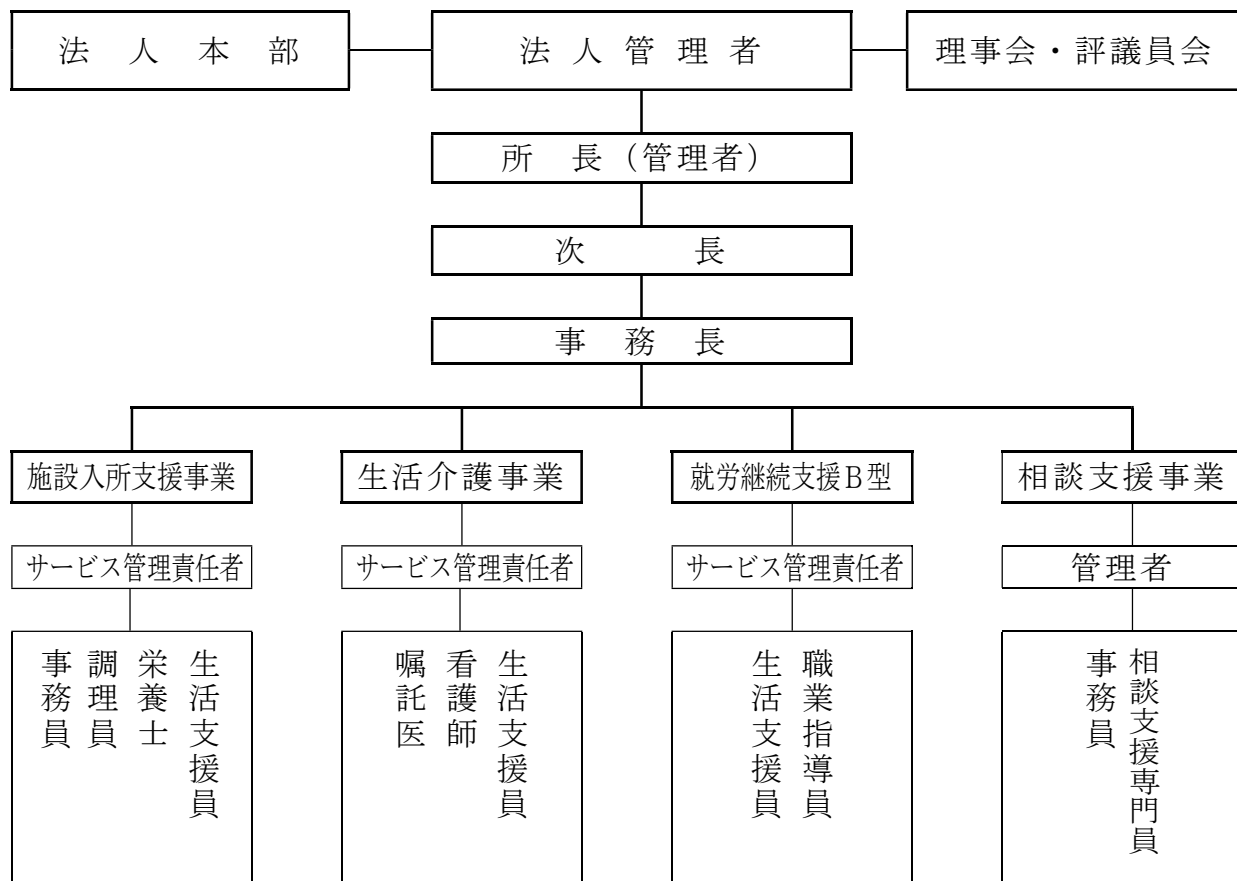 法人本部
法人管理者
理事会・評議員会
所長（管理者）
次長
事務長
施設入所支援事業
生活介護事業
就労継続支援B型
相談支援事業
サービス管理責任者
サービス管理責任者
サービス管理責任者
管理者
生活支援員
栄養士
調理員
事務員
生活支援員
看護師
嘱託医
職業指導員
生活支援員
相談支援専門員
事務員